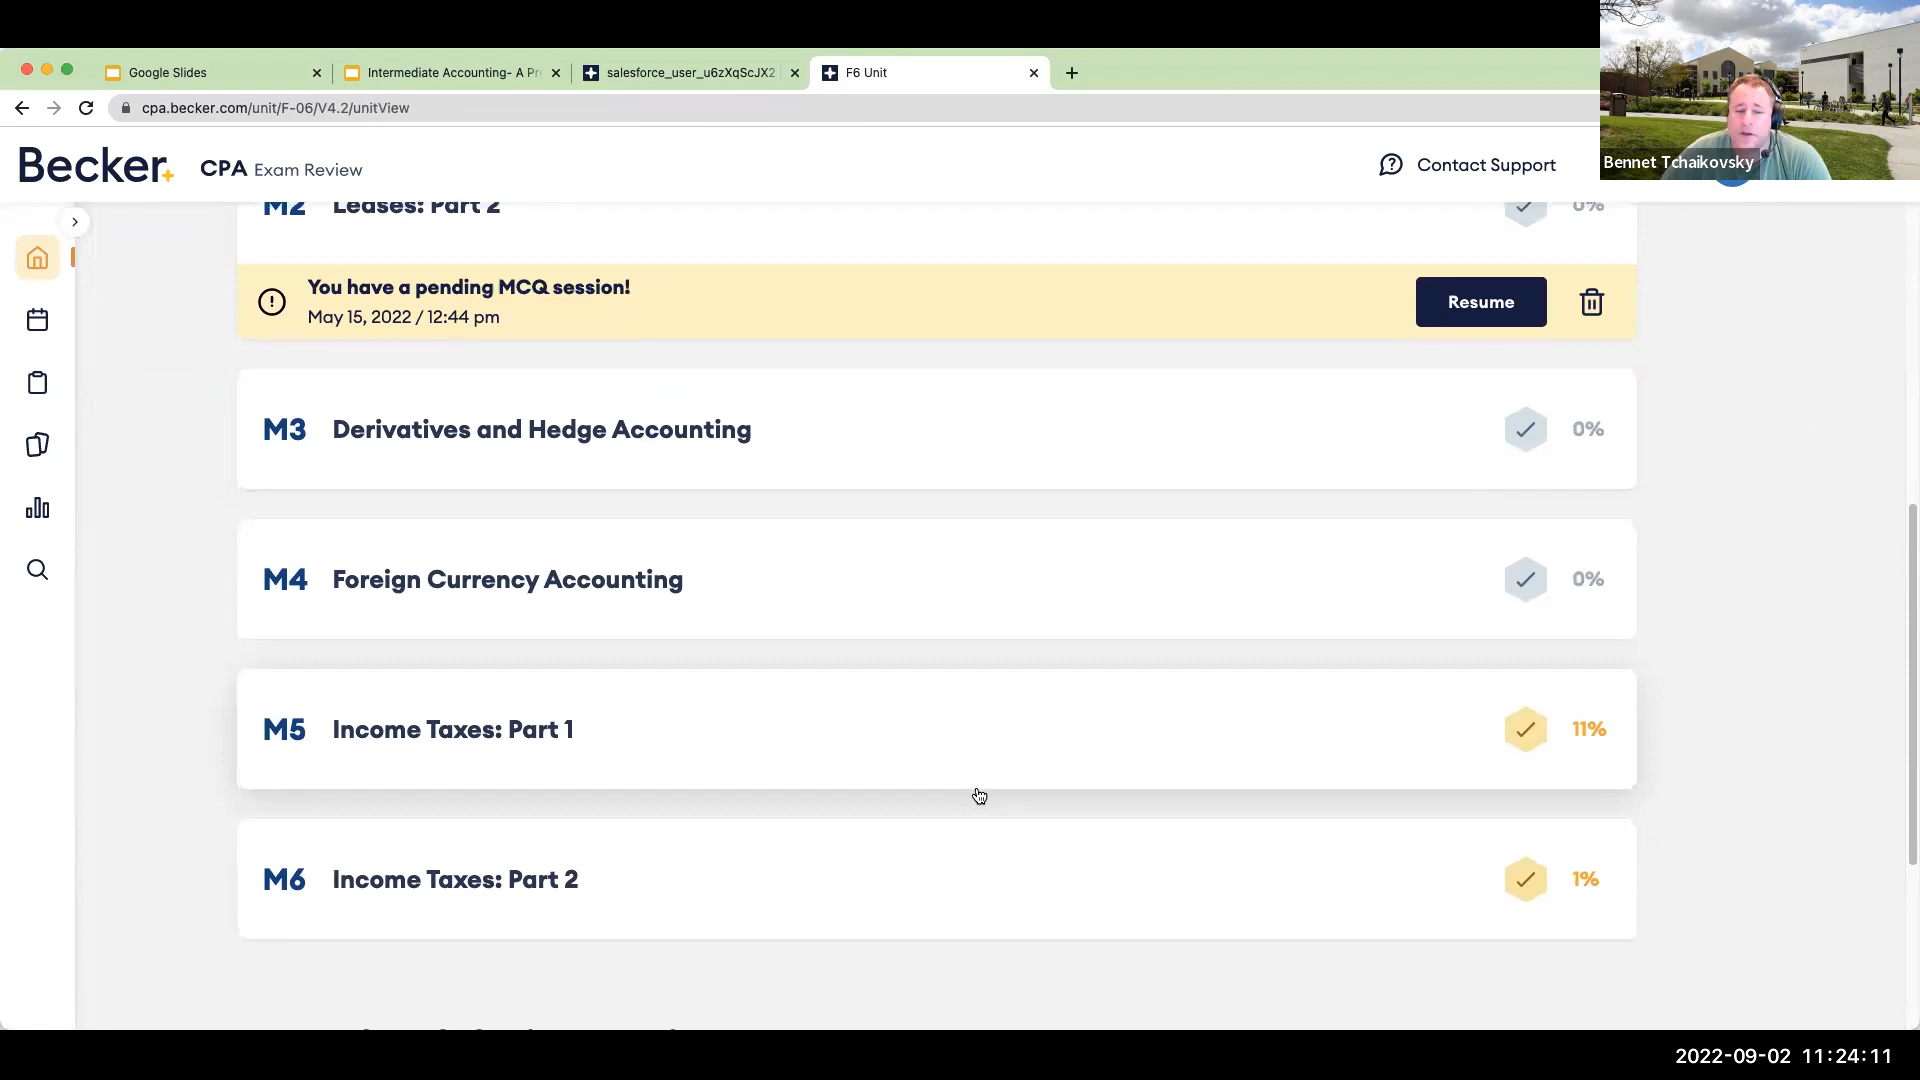 Google Slides
Intermediate Accounting- A Pr
salesforce_user_u6zXqScJX2
F6 Unit
cpa.becker.com/unit/F-06/V4.2/unitView
Becker.
CPA Exam Review
Contact Support
Bennet Tchaikovsky
M2 Leases: Part 2
0%
You have a pending MCQ session!
May 15, 2022 / 12:44 pm
Resume
M3 Derivatives and Hedge Accounting
0%
M4 Foreign Currency Accounting
0%
M5 Income Taxes: Part 1
11%
M6 Income Taxes: Part 2
1%
2022-09-02 11:24:11